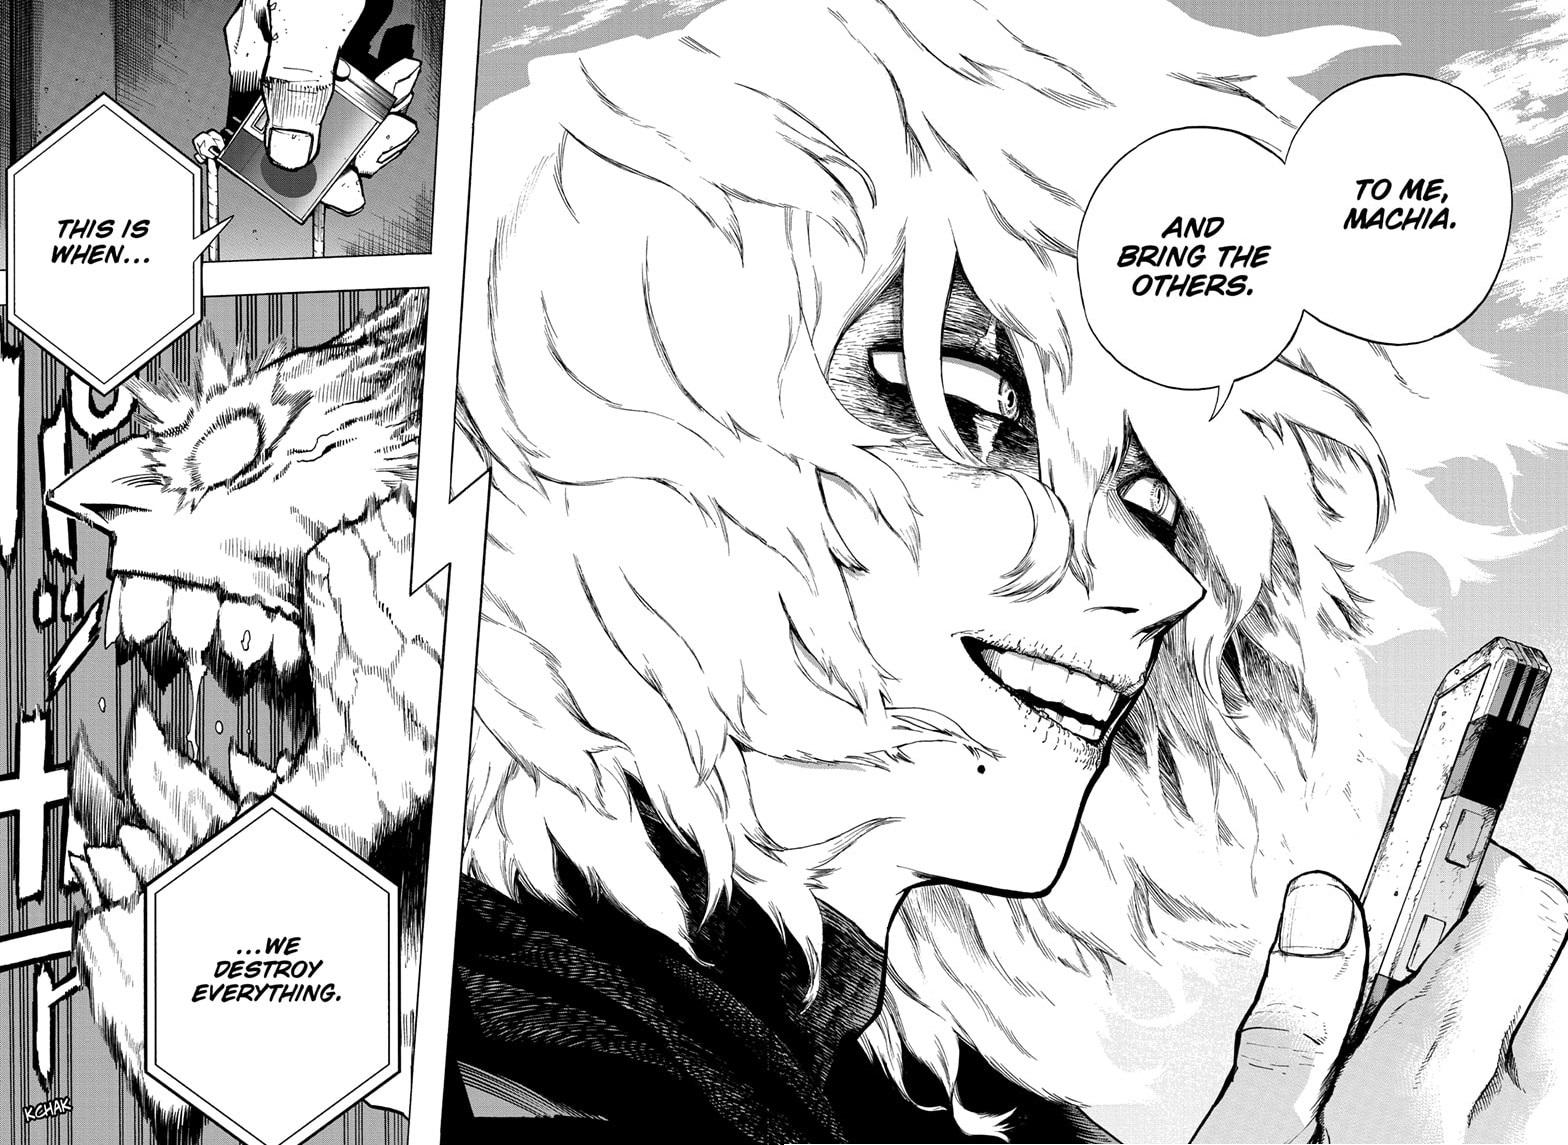 TO ME,
MACHIA.
AND
BRING THE
OTHERS.
THIS IS
WHEN...
...WE
DESTROY
EVERYTHING.
KCHAK